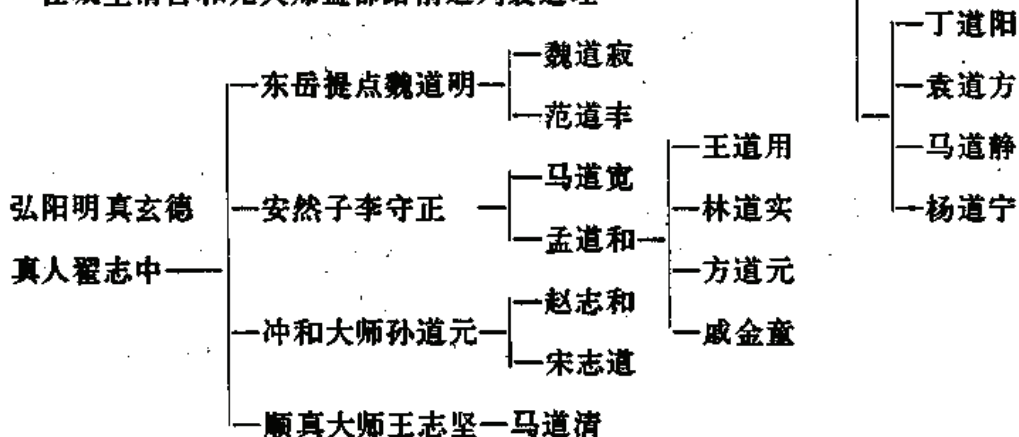 丁道阳
魏道寂
东岳提点魏道明
袁道方
范道丰
王道用
马道静
马道宽
弘阳明真玄德
安然子李守正
林道实
杨道宁
孟道和
真人翟志中
方道元
赵志和
冲和大师孙道元
戚金童
宋志道
顺真大师王志坚
马道清